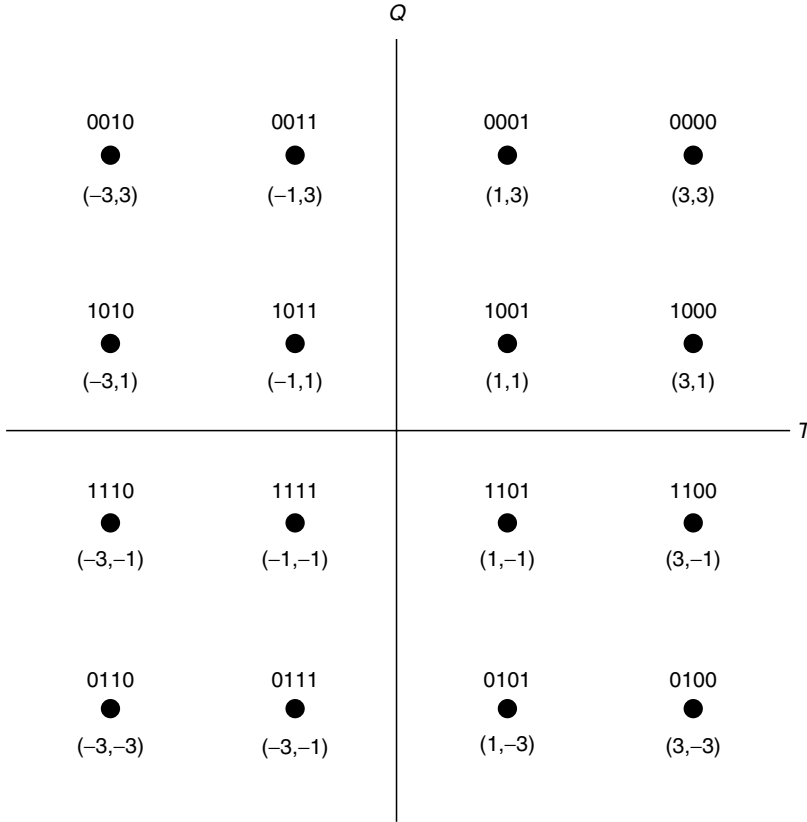 Q
0010 0011 0001 0000
(−3,3) (−1,3) (1,3) (3,3)
1010 1011 1001 1000
(−3,1) (−1,1) (1,1) (3,1)
T
1110 1111 1101 1100
(−3,−1) (−1,−1) (1,−1) (3,−1)
0110 0111 0101 0100
(−3,−3) (−3,−1) (1,−3) (3,−3)